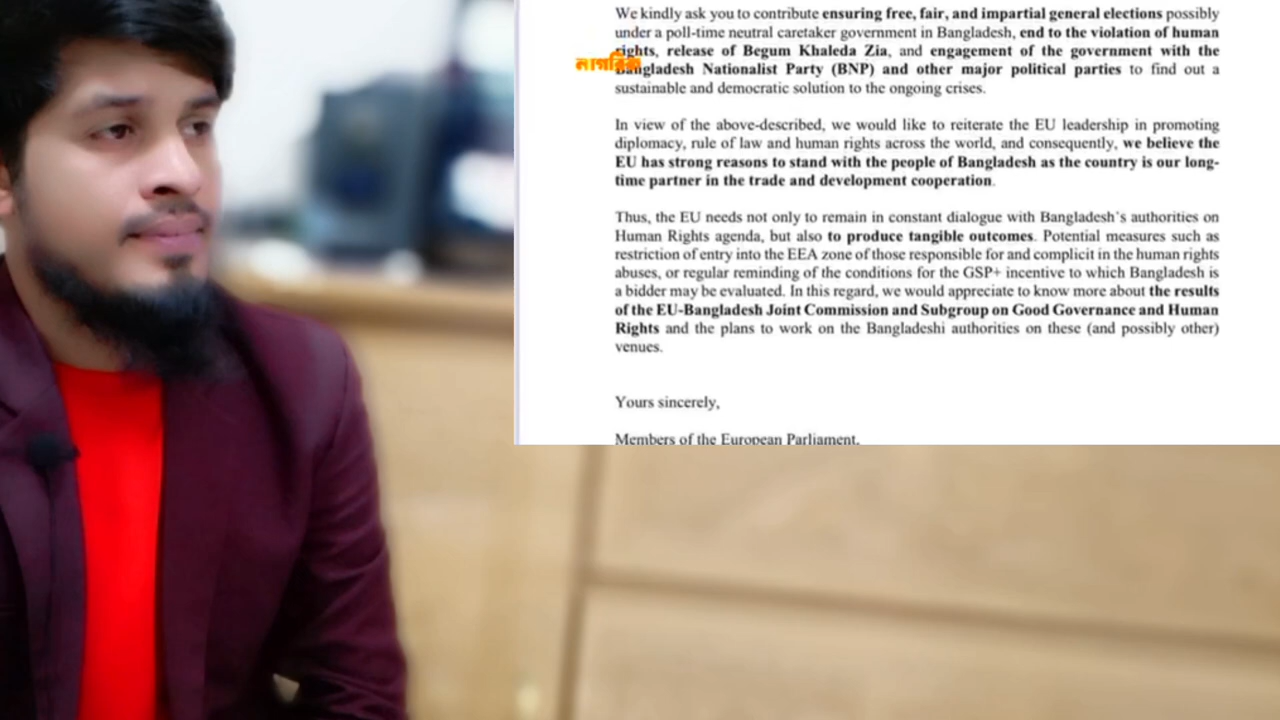 We kindly ask you to contribute ensuring free, fair, and impartial general elections possibly
under a poll-time neutral caretaker government in Bangladesh, end to the violation of human
rights, release of Begum Khaleda Zia, and engagement of the government with the
নাগরিক
Bangladesh Nationalist Party (BNP) and other major political parties to find out a
sustainable and democratic solution to the ongoing crises.
In view of the above-described, we would like to reiterate the EU leadership in promoting
diplomacy, rule of law and human rights across the world, and consequently, we believe the
EU has strong reasons to stand with the people of Bangladesh as the country is our long-
time partner in the trade and development cooperation.
Thus, the EU needs not only to remain in constant dialogue with Bangladesh's authorities on
Human Rights agenda, but also to produce tangible outcomes. Potential measures such as
restriction of entry into the EEA zone of those responsible for and complicit in the human rights
abuses, or regular reminding of the conditions for the GSP+ incentive to which Bangladesh is
a bidder may be evaluated. In this regard, we would appreciate to know more about the results
of the EU-Bangladesh Joint Commission and Subgroup on Good Governance and Human
Rights and the plans to work on the Bangladeshi authorities on these (and possibly other)
venues.
Yours sincerely,
Members of the European Parliament,